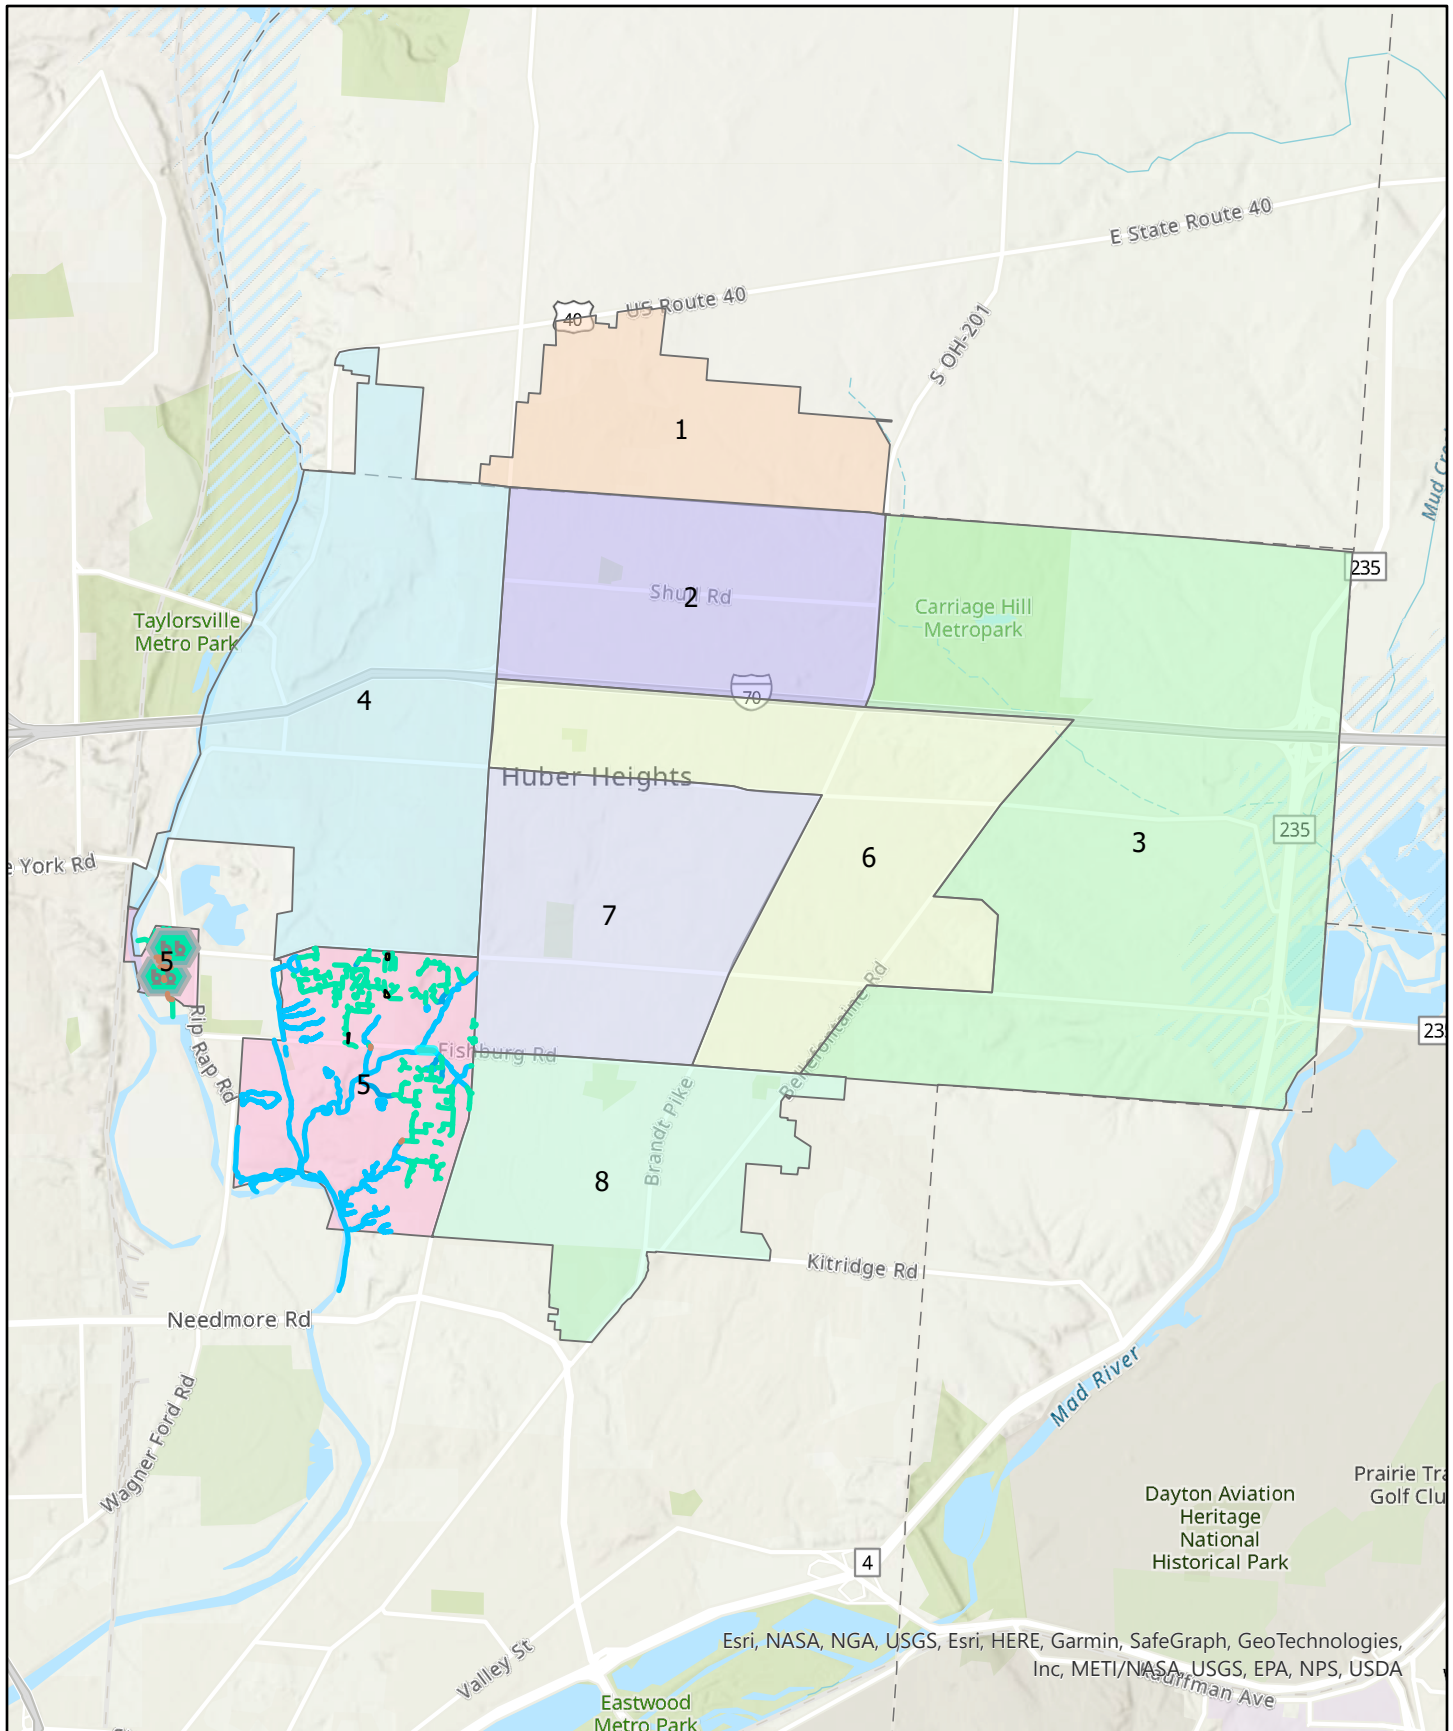 E State Route 40
US Route 40
40
S OH-201
1
235
Mud Cre
2
Shull Rd
Carriage Hill
Metropark
Taylorsville
Metro Park
4
70
Huber Heights
235
3
6
e York Rd
7
5
Rip Rap Rd
Bellefontaine Rd
23
Fishburg Rd
5
Brandt Pike
8
Kitridge Rd
Needmore Rd
Mad River
Wagner Ford Rd
Prairie Tra
Golf Clu
Dayton Aviation
Heritage
National
Historical Park
4
Esri, NASA, NGA, USGS, Esri, HERE, Garmin, SafeGraph, GeoTechnologies,
Inc, METI/NASA, USGS, EPA, NPS, USDA
Kauffman Ave
Valley St
Eastwood
Metro Park